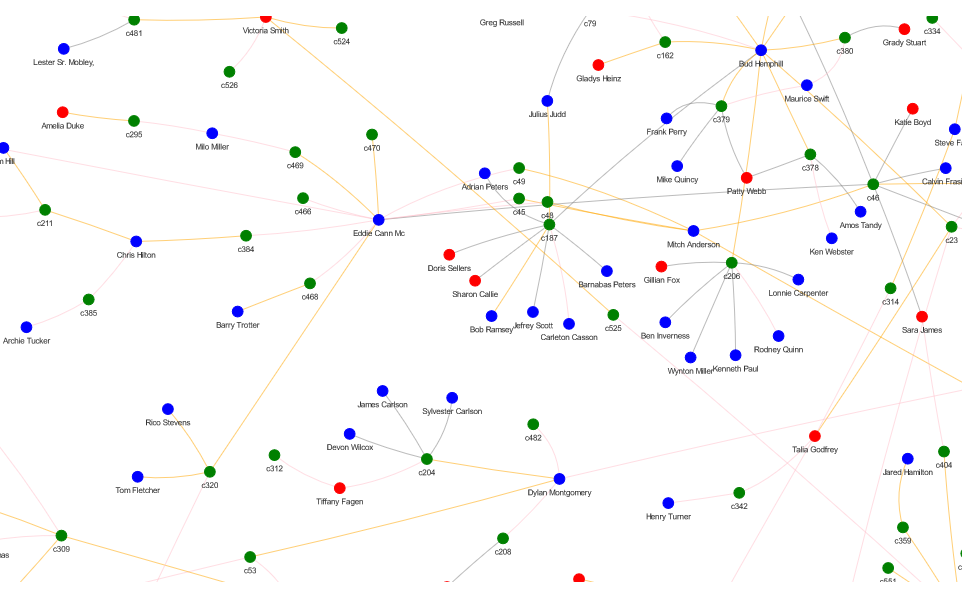 Greg Russell
c79
c481
Victoria Smith
c524
c334
Grady Stuart
c380
Lester Sr. Mobley,
c162
Bud Hemphill
Gladys Heinz
c526
Maurice Swift
Julius Judd
c379
Katie Boyd
Amelia Duke
c295
Frank Perry
Milo Miller
c470
Steve
Hill
c469
c378
Mike Quincy
c49
Adrian Peters
Patty Webb
Calvin
c46
c466
c45
c48
c211
Amos Tandy
Eddie Cann Mc
c187
c23
Mitch Anderson
Chris Hilton
c384
Ken Webster
Doris Sellers
c206
Gillian Fox
Barnabas Peters
Sharon Callie
Lonnie Carpenter
c314
c468
c385
Barry Trotter
Bob Ramsey
Jefrey Scott
Carleton Casson
c525
Ben Inverness
Sara James
Archie Tucker
Rodney Quinn
Wynton Miller
Kenneth Paul
James Carlson
Sylvester Carlson
Rico Stevens
c482
Devon Wilcox
Talia Godfrey
c312
c204
c404
Jared Hamilton
c320
Tom Fletcher
Dylan Montgomery
Tiffany Fagen
c342
Henry Turner
c359
c309
c208
c53
c551